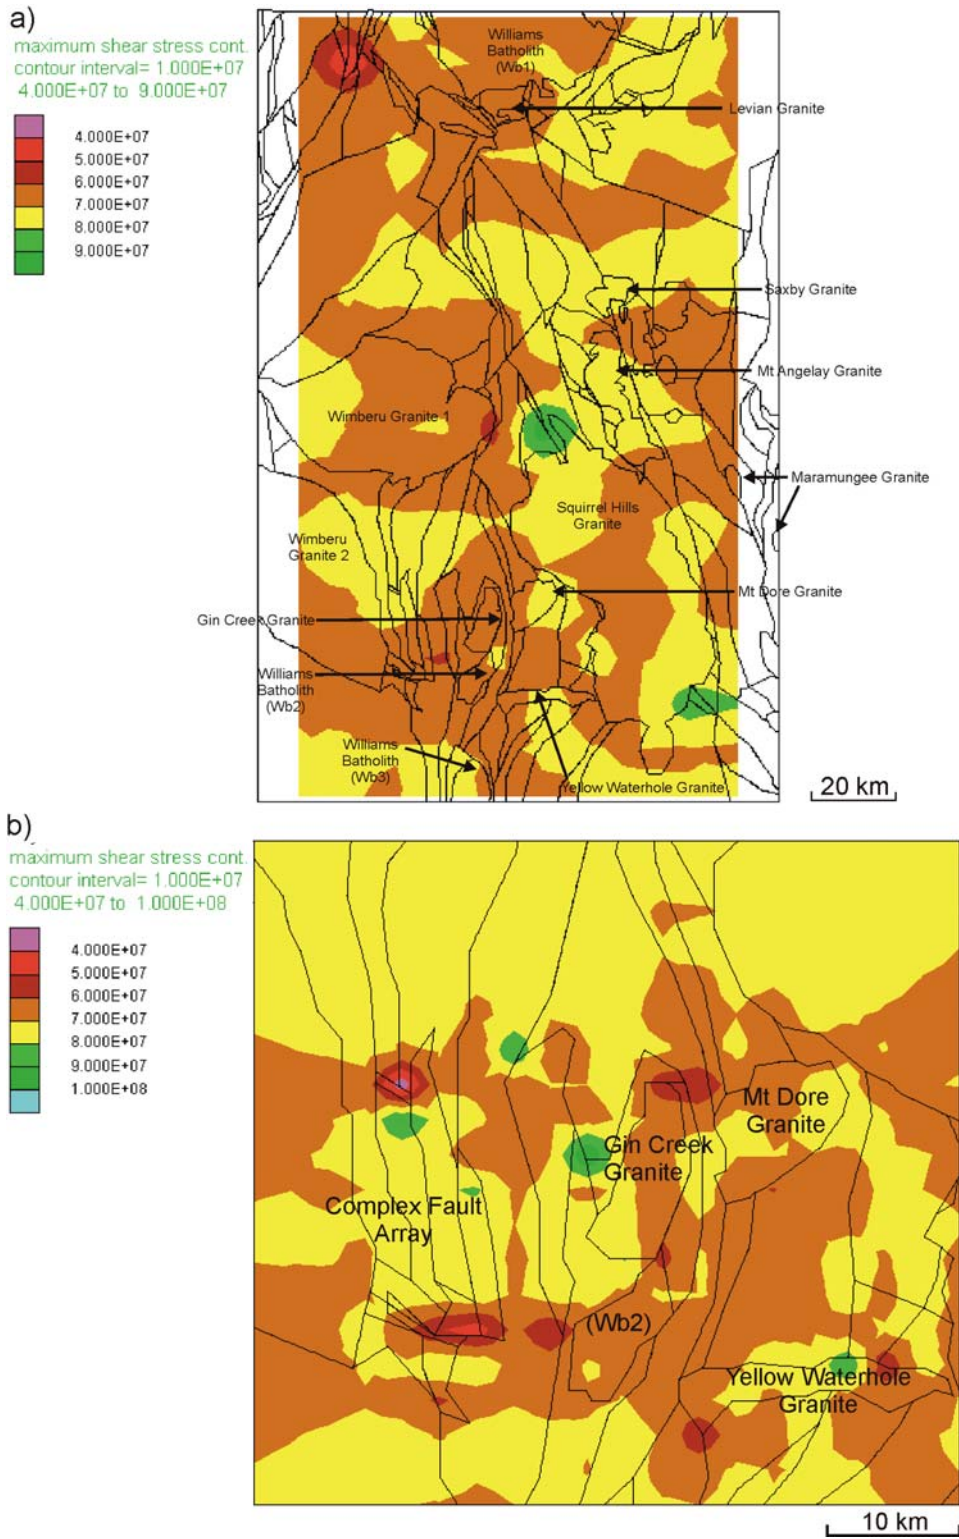 a)
maximum shear stress cont.
contour interval= 1.000E+07
4.000E+07 to 9.000E+07
4.000E+07
5.000E+07
6.000E+07
7.000E+07
8.000E+07
9.000E+07
Williams
Batholith
(Wb1)
Levian Granite
Saxby Granite
Mt Angelay Granite
Wimberu Granite 1
Maramungee Granite
Squirrel Hills
Granite
Wimberu
Granite 2
Mt Dore Granite
Gin Creek Granite
Williams
Batholith
(Wb2)
Williams
Batholith
(Wb3)
Yellow Waterhole Granite
20 km
b)
maximum shear stress cont.
contour interval= 1.000E+07
4.000E+07 to 1.000E+08
4.000E+07
5.000E+07
6.000E+07
7.000E+07
8.000E+07
9.000E+07
1.000E+08
Mt Dore
Granite
Gin Creek
Granite
Complex Fault
Array
(Wb2)
Yellow Waterhole
Granite
10 km